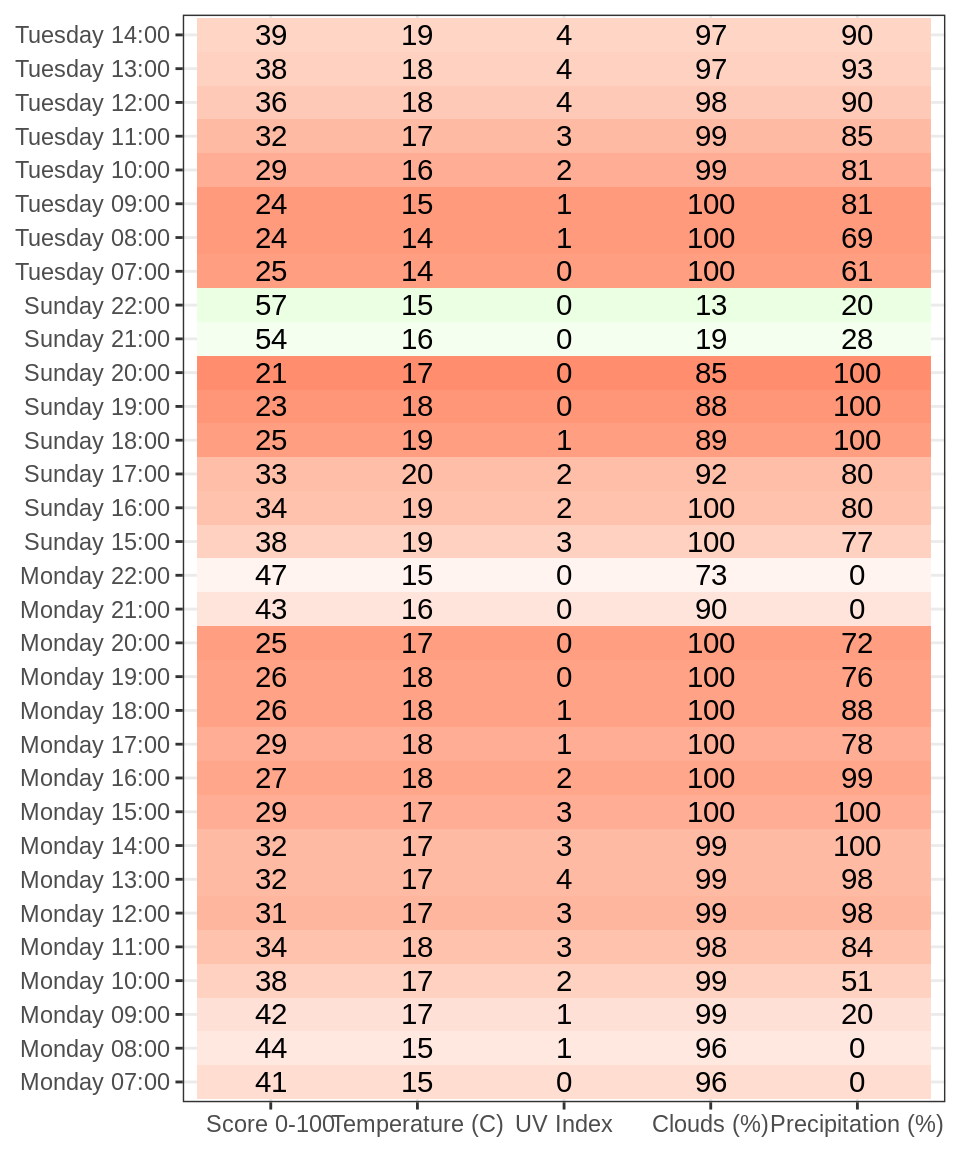 Tuesday 14:00 39 19 4 97 90
Tuesday 13:00 38 18 4 97 93
Tuesday 12:00 36 18 4 98 90
Tuesday 11:00 32 17 3 99 85
Tuesday 10:00 29 16 2 99 81
Tuesday 09:00 24 15 1 100 81
Tuesday 08:00 24 14 1 100 69
Tuesday 07:00 25 14 0 100 61
Sunday 22:00 57 15 0 13 20
Sunday 21:00 54 16 0 19 28
Sunday 20:00 21 17 0 85 100
Sunday 19:00 23 18 0 88 100
Sunday 18:00 25 19 1 89 100
Sunday 17:00 33 20 2 92 80
Sunday 16:00 34 19 2 100 80
Sunday 15:00 38 19 3 100 77
Monday 22:00 47 15 0 73 0
Monday 21:00 43 16 0 90 0
Monday 20:00 25 17 0 100 72
Monday 19:00 26 18 0 100 76
Monday 18:00 26 18 1 100 88
Monday 17:00 29 18 1 100 78
Monday 16:00 27 18 2 100 99
Monday 15:00 29 17 3 100 100
Monday 14:00 32 17 3 99 100
Monday 13:00 32 17 4 99 98
Monday 12:00 31 17 3 99 98
Monday 11:00 34 18 3 98 84
Monday 10:00 38 17 2 99 51
Monday 09:00 42 17 1 99 20
Monday 08:00 44 15 1 96 0
Monday 07:00 41 15 0 96 0
Score 0-100 Temperature (C) UV Index Clouds (%) Precipitation (%)